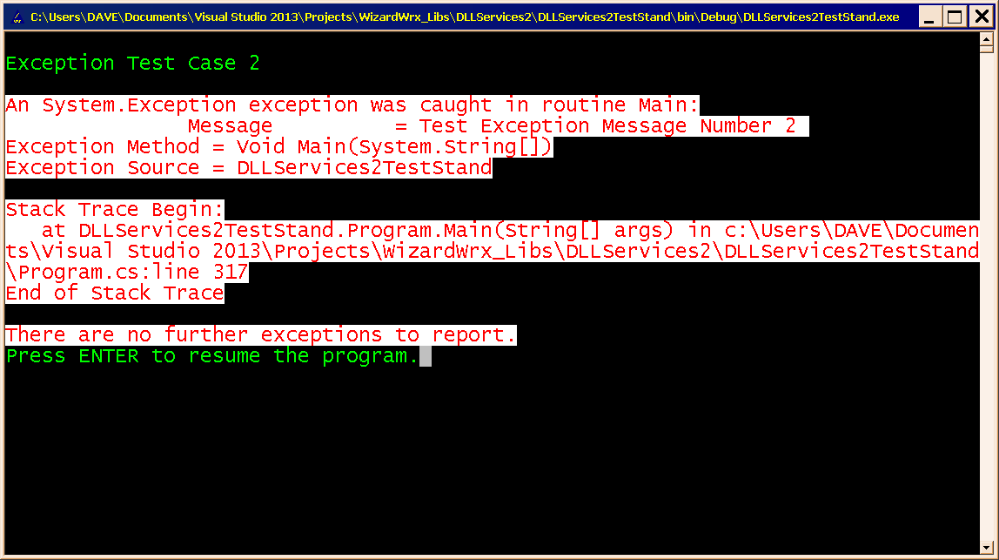 C:\Users\DAVE\Documents\Visual Studio 2013\Projects\WizardWrx_Libs\DLLServices2\DLLServices2TestStand\bin\Debug\DLLServices2TestStand.exe
Exception Test Case 2
An System.Exception exception was caught in routine Main:
               Message          = Test Exception Message Number 2
Exception Method = Void Main(System.String[])
Exception Source = DLLServices2TestStand
Stack Trace Begin:
   at DLLServices2TestStand.Program.Main(String[] args) in c:\Users\DAVE\Documen
ts\Visual Studio 2013\Projects\WizardWrx_Libs\DLLServices2\DLLServices2TestStand
\Program.cs:line 317
End of Stack Trace
There are no further exceptions to report.
Press ENTER to resume the program.